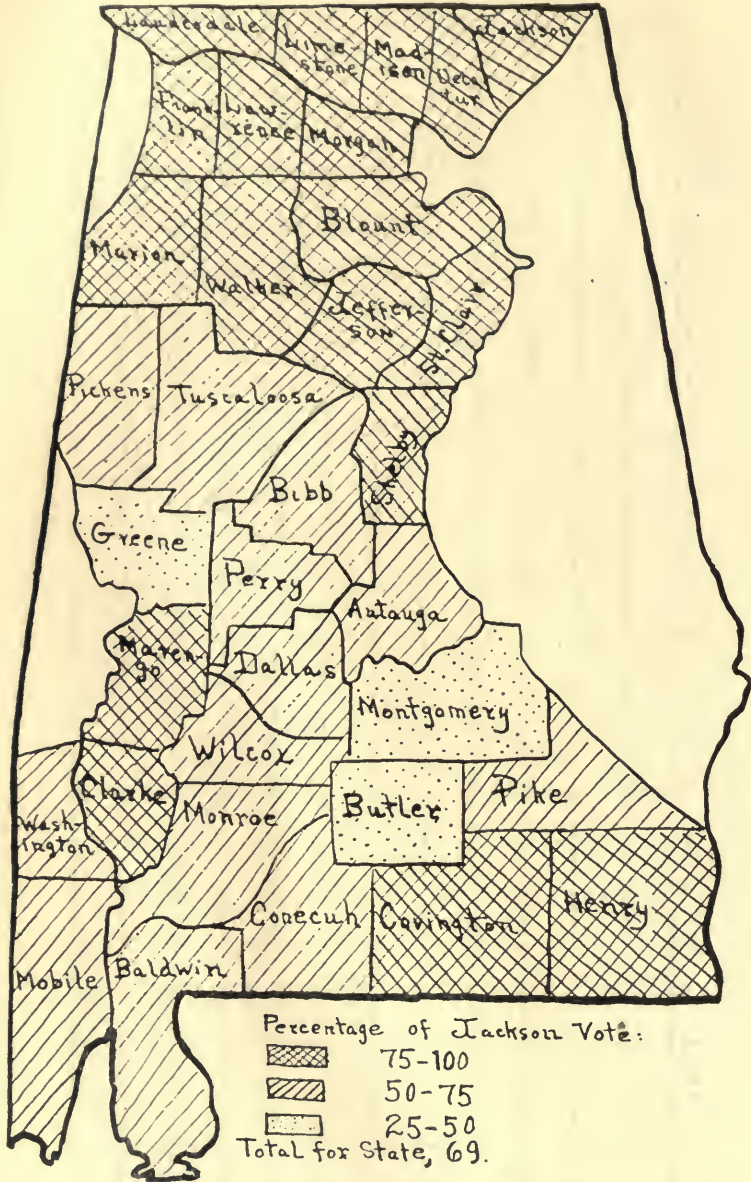 Lauderdale
Lime-
stone
Mad-
ison
Deca
tur
Jackson
Frank-
lin
Law-
rence
Morgan
Marion
Walker
Blount
Jeffer-
son
St. Clair
Pickens
Tuscaloosa
Shelby
Bibb
Greene
Perry
Autauga
Maren-
go
Dallas
Montgomery
Wilcox
Clarke
Pike
Wash-
ington
Monroe
Butler
Conecuh
Covington
Henry
Mobile
Baldwin
Percentage of Jackson Vote:
75-100
50-75
25-50
Total for State, 69.